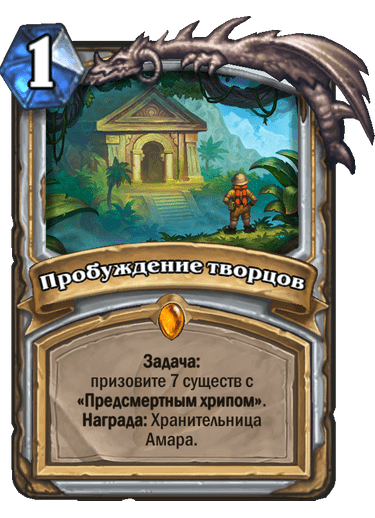 1
Пробуждение творцов
Задача:
призовите 7 существ с
«Предсмертным хрипом».
Награда: Хранительница
Амара.